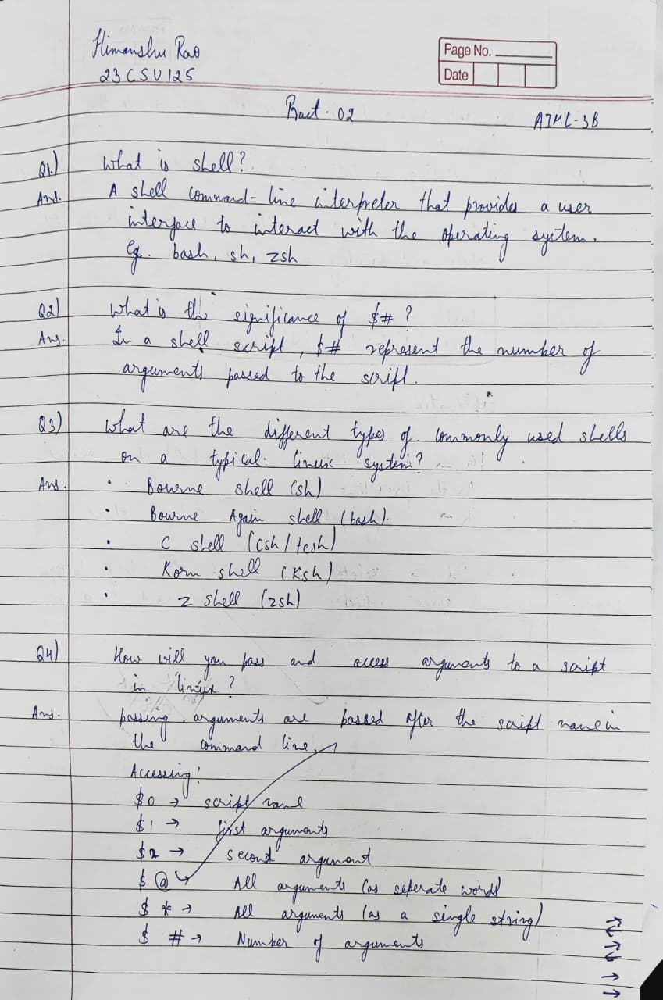 Himanshu Rao
23CSU125
Page No.
Date
Pract - 02
AIML-3B
Q1.) What is shell?
Ans. A shell command-line interpreter that provides a user
interface to interact with the operating system.
Eg. bash, sh, zsh
Q2) What is the significance of $# ?
Ans. In a shell script, $# represent the number of
arguments passed to the script.
Q3) What are the different types of commonly used shells
on a typical linux system?
Ans. • Bourne shell (sh)
• Bourne Again shell (bash)
• C shell (csh/tcsh)
• Korn shell (Ksh)
• Z shell (zsh)
Q4) How will you pass and access arguments to a script
in linux ?
Ans. passing arguments are passed after the script name in
the command line.
Accessing:
$0 → script name
$1 → first arguments
$2 → second argument
$ @ → All arguments (as seperate words)
$ * → All arguments (as a single string)
$ # → Number of arguments